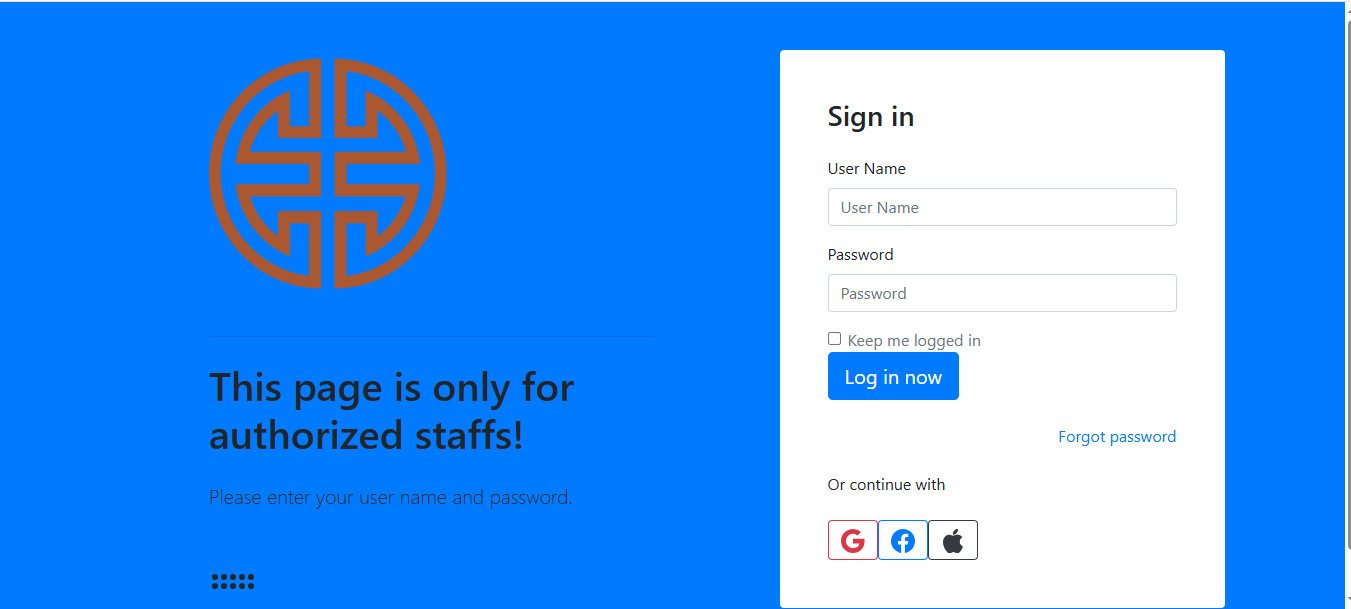 This page is only for
authorized staffs!
Please enter your user name and password.
Sign in
User Name
User Name
Password
Password
Keep me logged in
Log in now
Forgot password
Or continue with